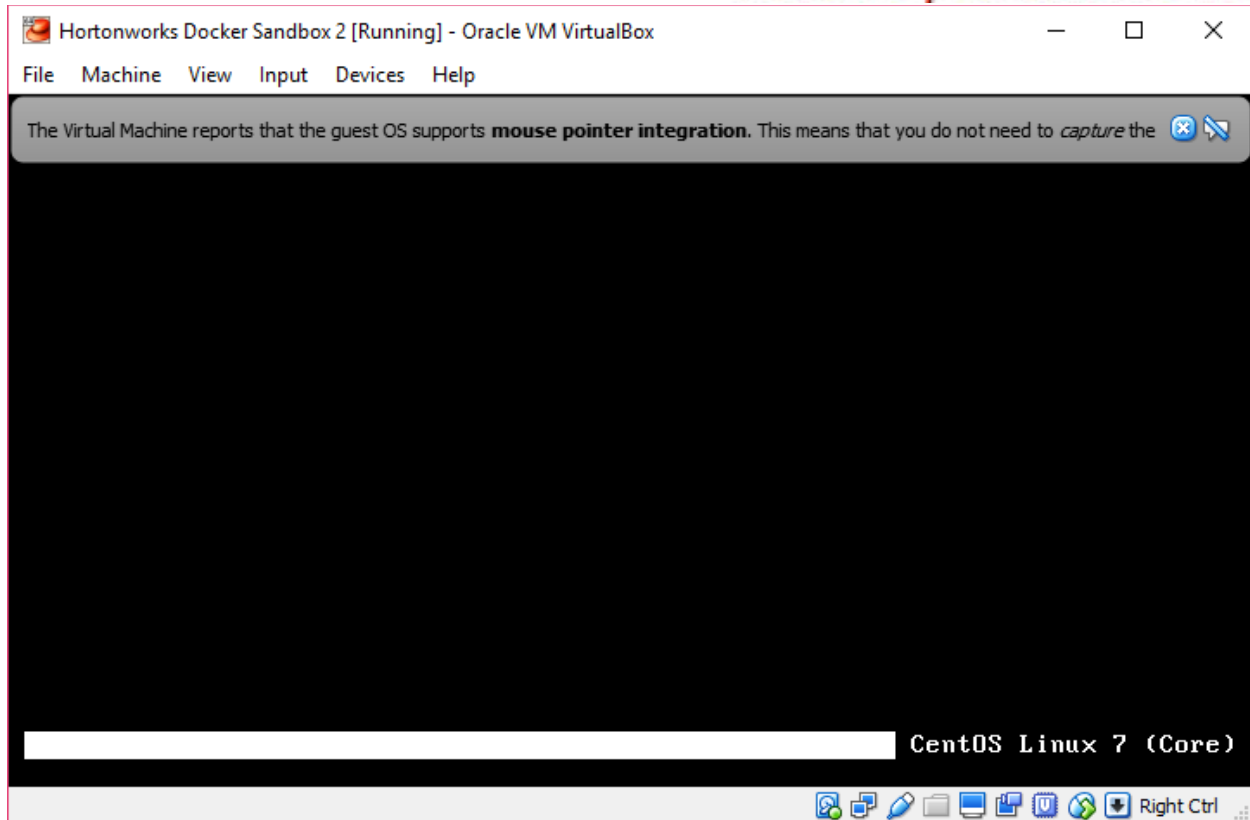 Hortonworks Docker Sandbox 2 [Running] - Oracle VM VirtualBox
File Machine View Input Devices Help
The Virtual Machine reports that the guest OS supports mouse pointer integration. This means that you do not need to capture the
CentOS Linux 7 (Core)
Right Ctrl